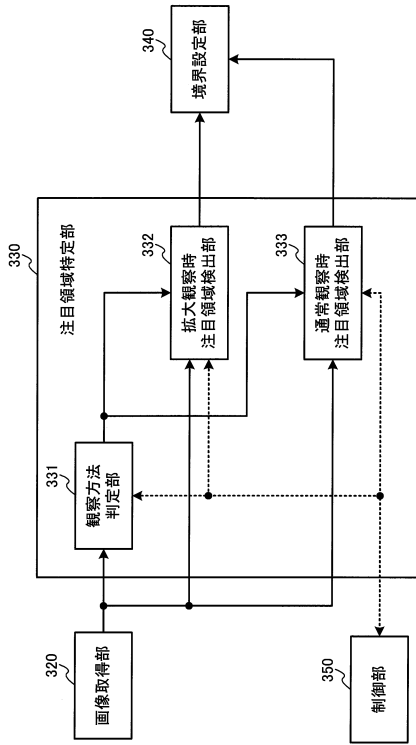 330
注目領域特定部
320
画像取得部
331
観察方法
判定部
332
拡大観察時
注目領域検出部
333
通常観察時
注目領域検出部
340
境界設定部
350
制御部